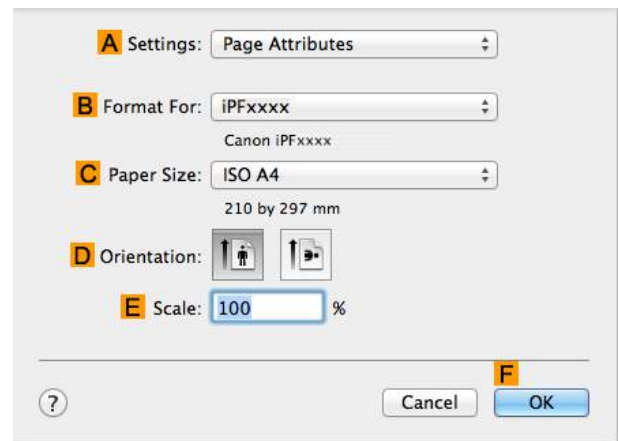 A Settings: Page Attributes
B Format For: iPFxxxx
Canon iPFxxxx
C Paper Size: ISO A4
210 by 297 mm
D Orientation:
E Scale: 100 %
F
? Cancel OK